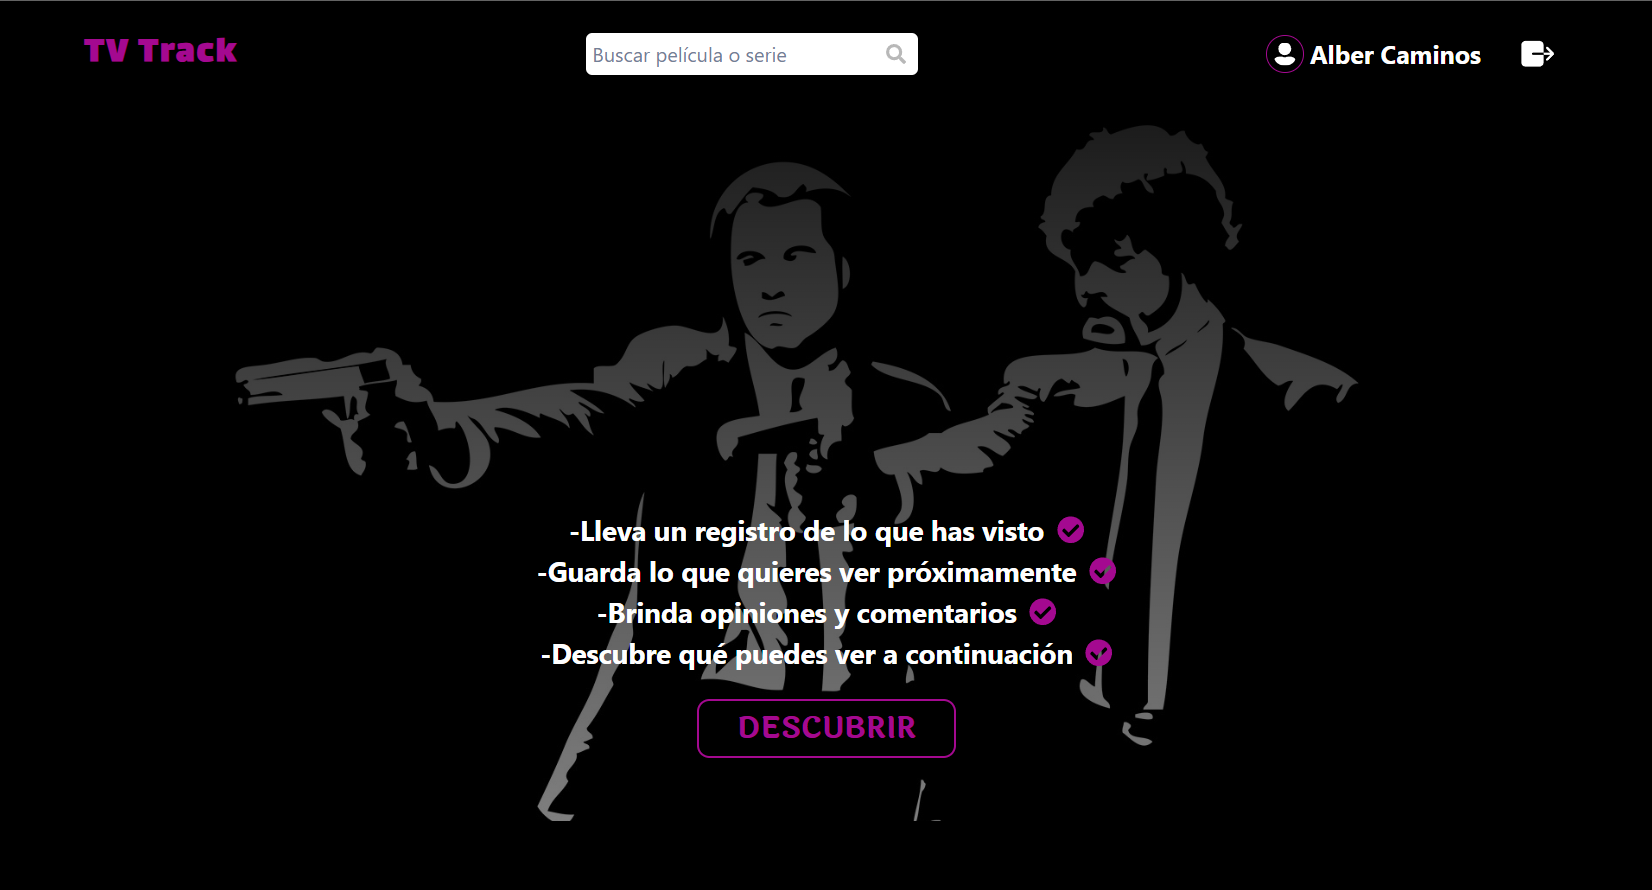 TV Track
Buscar película o serie
Alber Caminos
-Lleva un registro de lo que has visto
-Guarda lo que quieres ver próximamente
-Brinda opiniones y comentarios
-Descubre qué puedes ver a continuación
DESCUBRIR